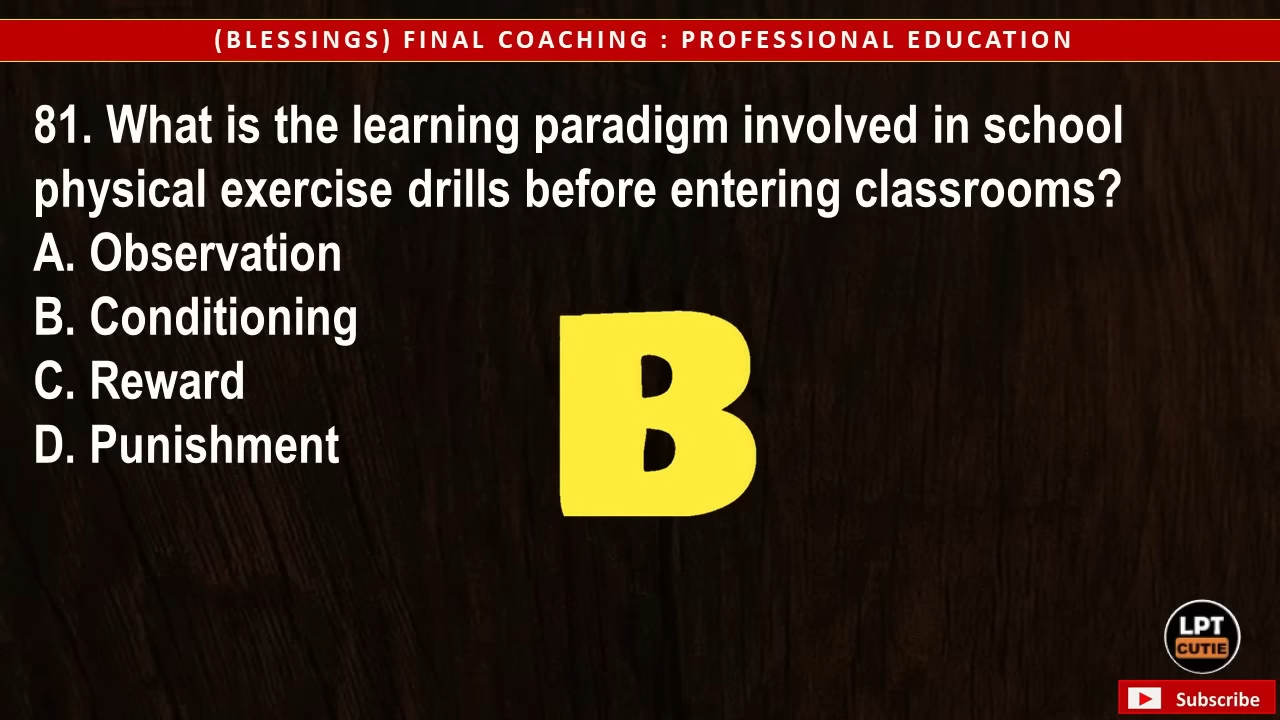 (BLESSINGS) FINAL COACHING : PROFESSIONAL EDUCATION
81. What is the learning paradigm involved in school
physical exercise drills before entering classrooms?
A. Observation
B. Conditioning
C. Reward
D. Punishment
B
LPT
CUTIE
Subscribe